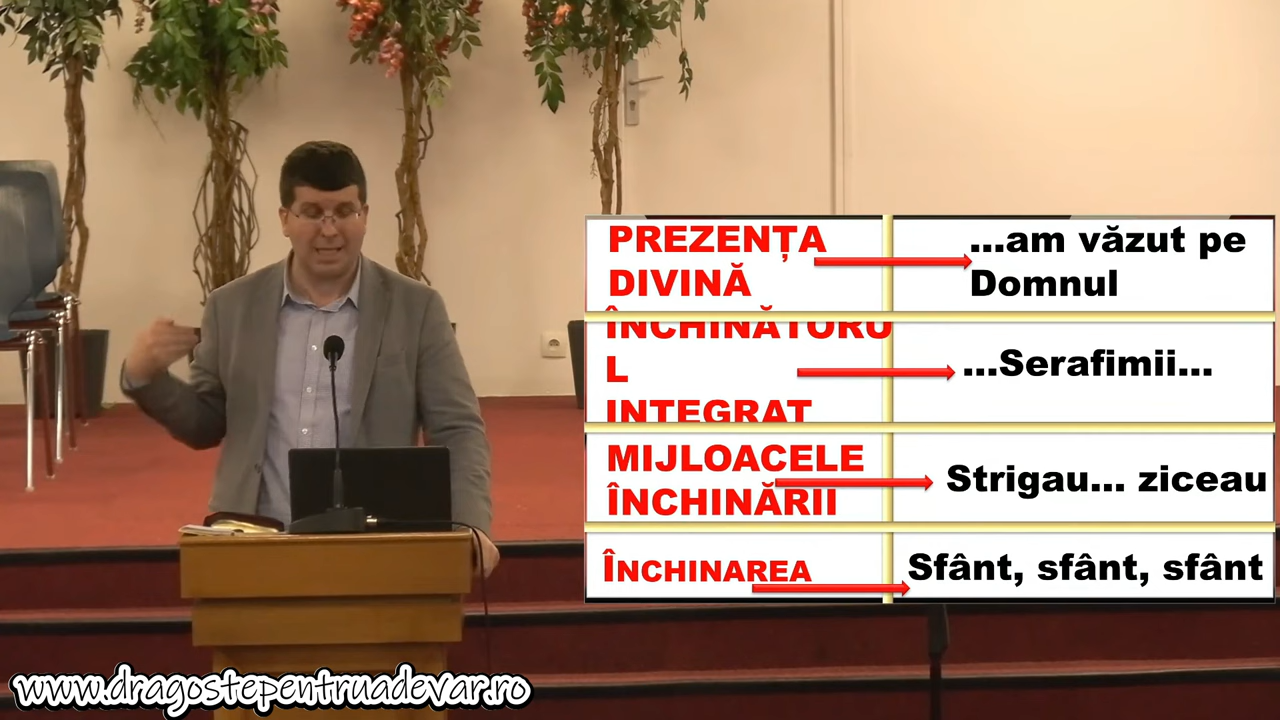 PREZENȚA
DIVINĂ
...am văzut pe
Domnul
ÎNCHINĂTORU
L
INTEGRAT
...Serafimii...
MIJLOACELE
ÎNCHINĂRII
Strigau... ziceau
ÎNCHINAREA
Sfânt, sfânt, sfânt
www.dragostepentruadevar.ro